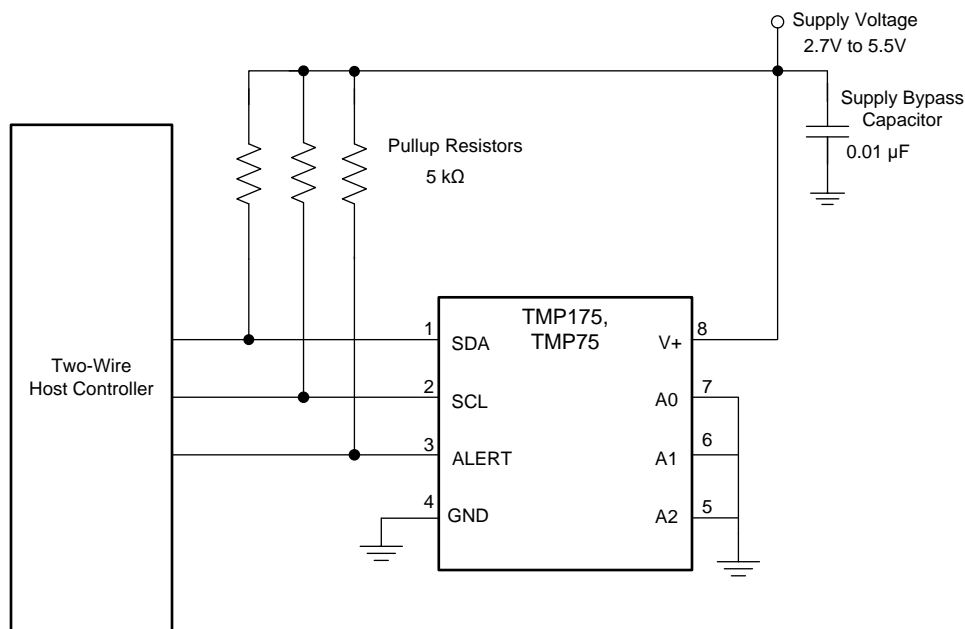 Supply Voltage
2.7V to 5.5V
Supply Bypass
Capacitor
0.01 µF
Pullup Resistors
5 kΩ
Two-Wire
Host Controller
TMP175,
TMP75
1
SDA
V+
8
2
SCL
A0
7
3
ALERT
A1
6
4
GND
A2
5